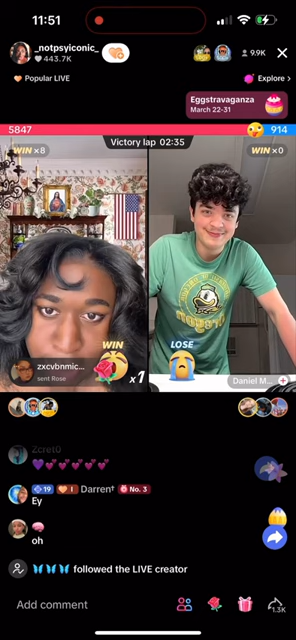 11:51
_notpsyiconic_
443.7K
9.9K
Popular LIVE
Explore >
Eggstravaganza
March 22-31
5847
914
Victory lap 02:35
WIN ×8
WIN ×0
WIN
LOSE
zxcvbnmic...
sent Rose
x1
Daniel M...
Zcret0
19 I Darren† No. 3
Ey
oh
followed the LIVE creator
Add comment
1.3K